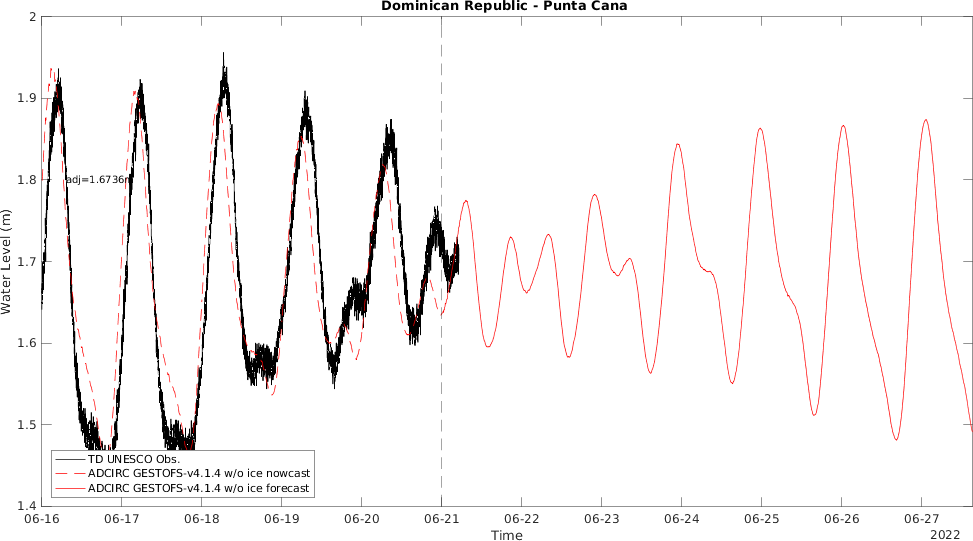 Dominican Republic - Punta Cana
2
1.9
1.8
1.7
1.6
1.5
1.4
Water Level (m)
adj=1.6736m
TD UNESCO Obs.
ADCIRC GESTOFS-v4.1.4 w/o ice nowcast
ADCIRC GESTOFS-v4.1.4 w/o ice forecast
06-16 06-17 06-18 06-19 06-20 06-21 06-22 06-23 06-24 06-25 06-26 06-27
Time
2022